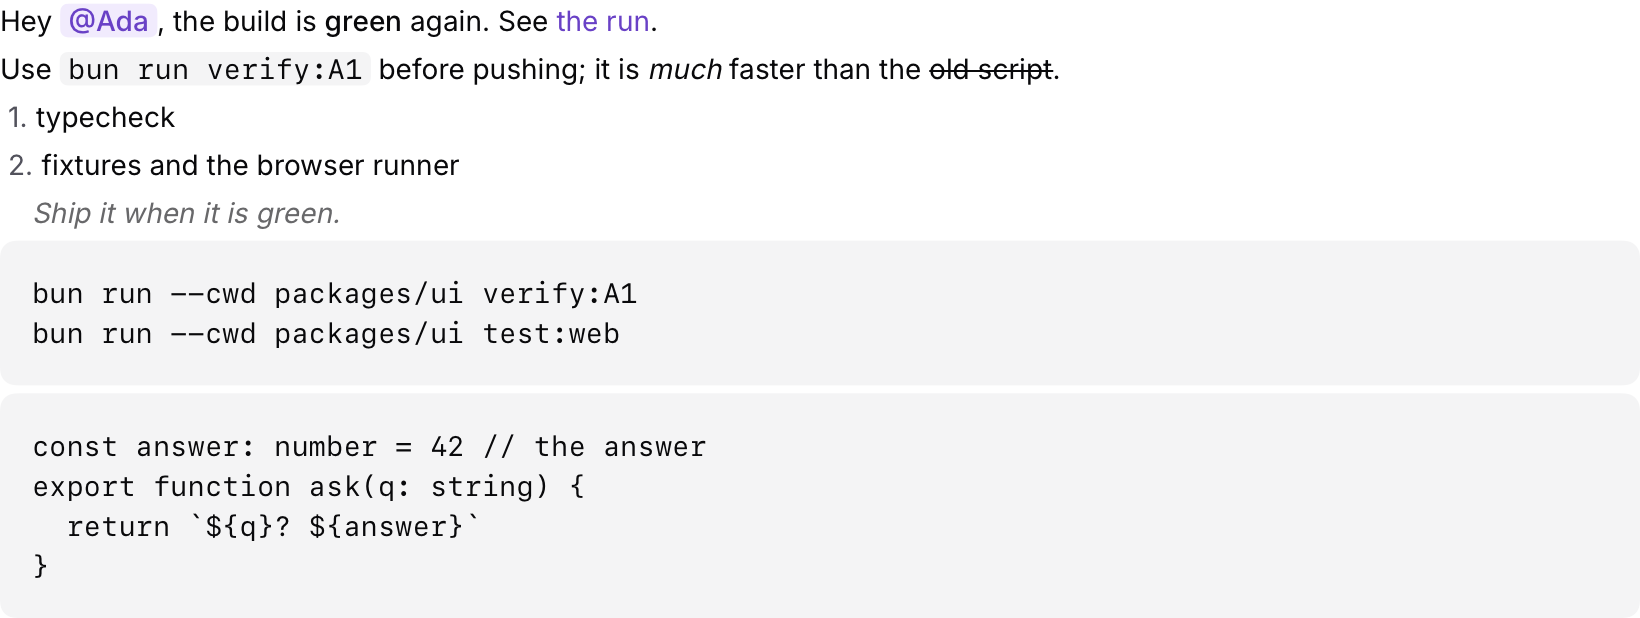 Hey @Ada, the build is green again. See the run.
Use bun run verify:A1 before pushing; it is much faster than the old script.
1. typecheck
2. fixtures and the browser runner
Ship it when it is green.
bun run --cwd packages/ui verify:A1
bun run --cwd packages/ui test:web
const answer: number = 42 // the answer
export function ask(q: string) {
  return `${q}? ${answer}`
}